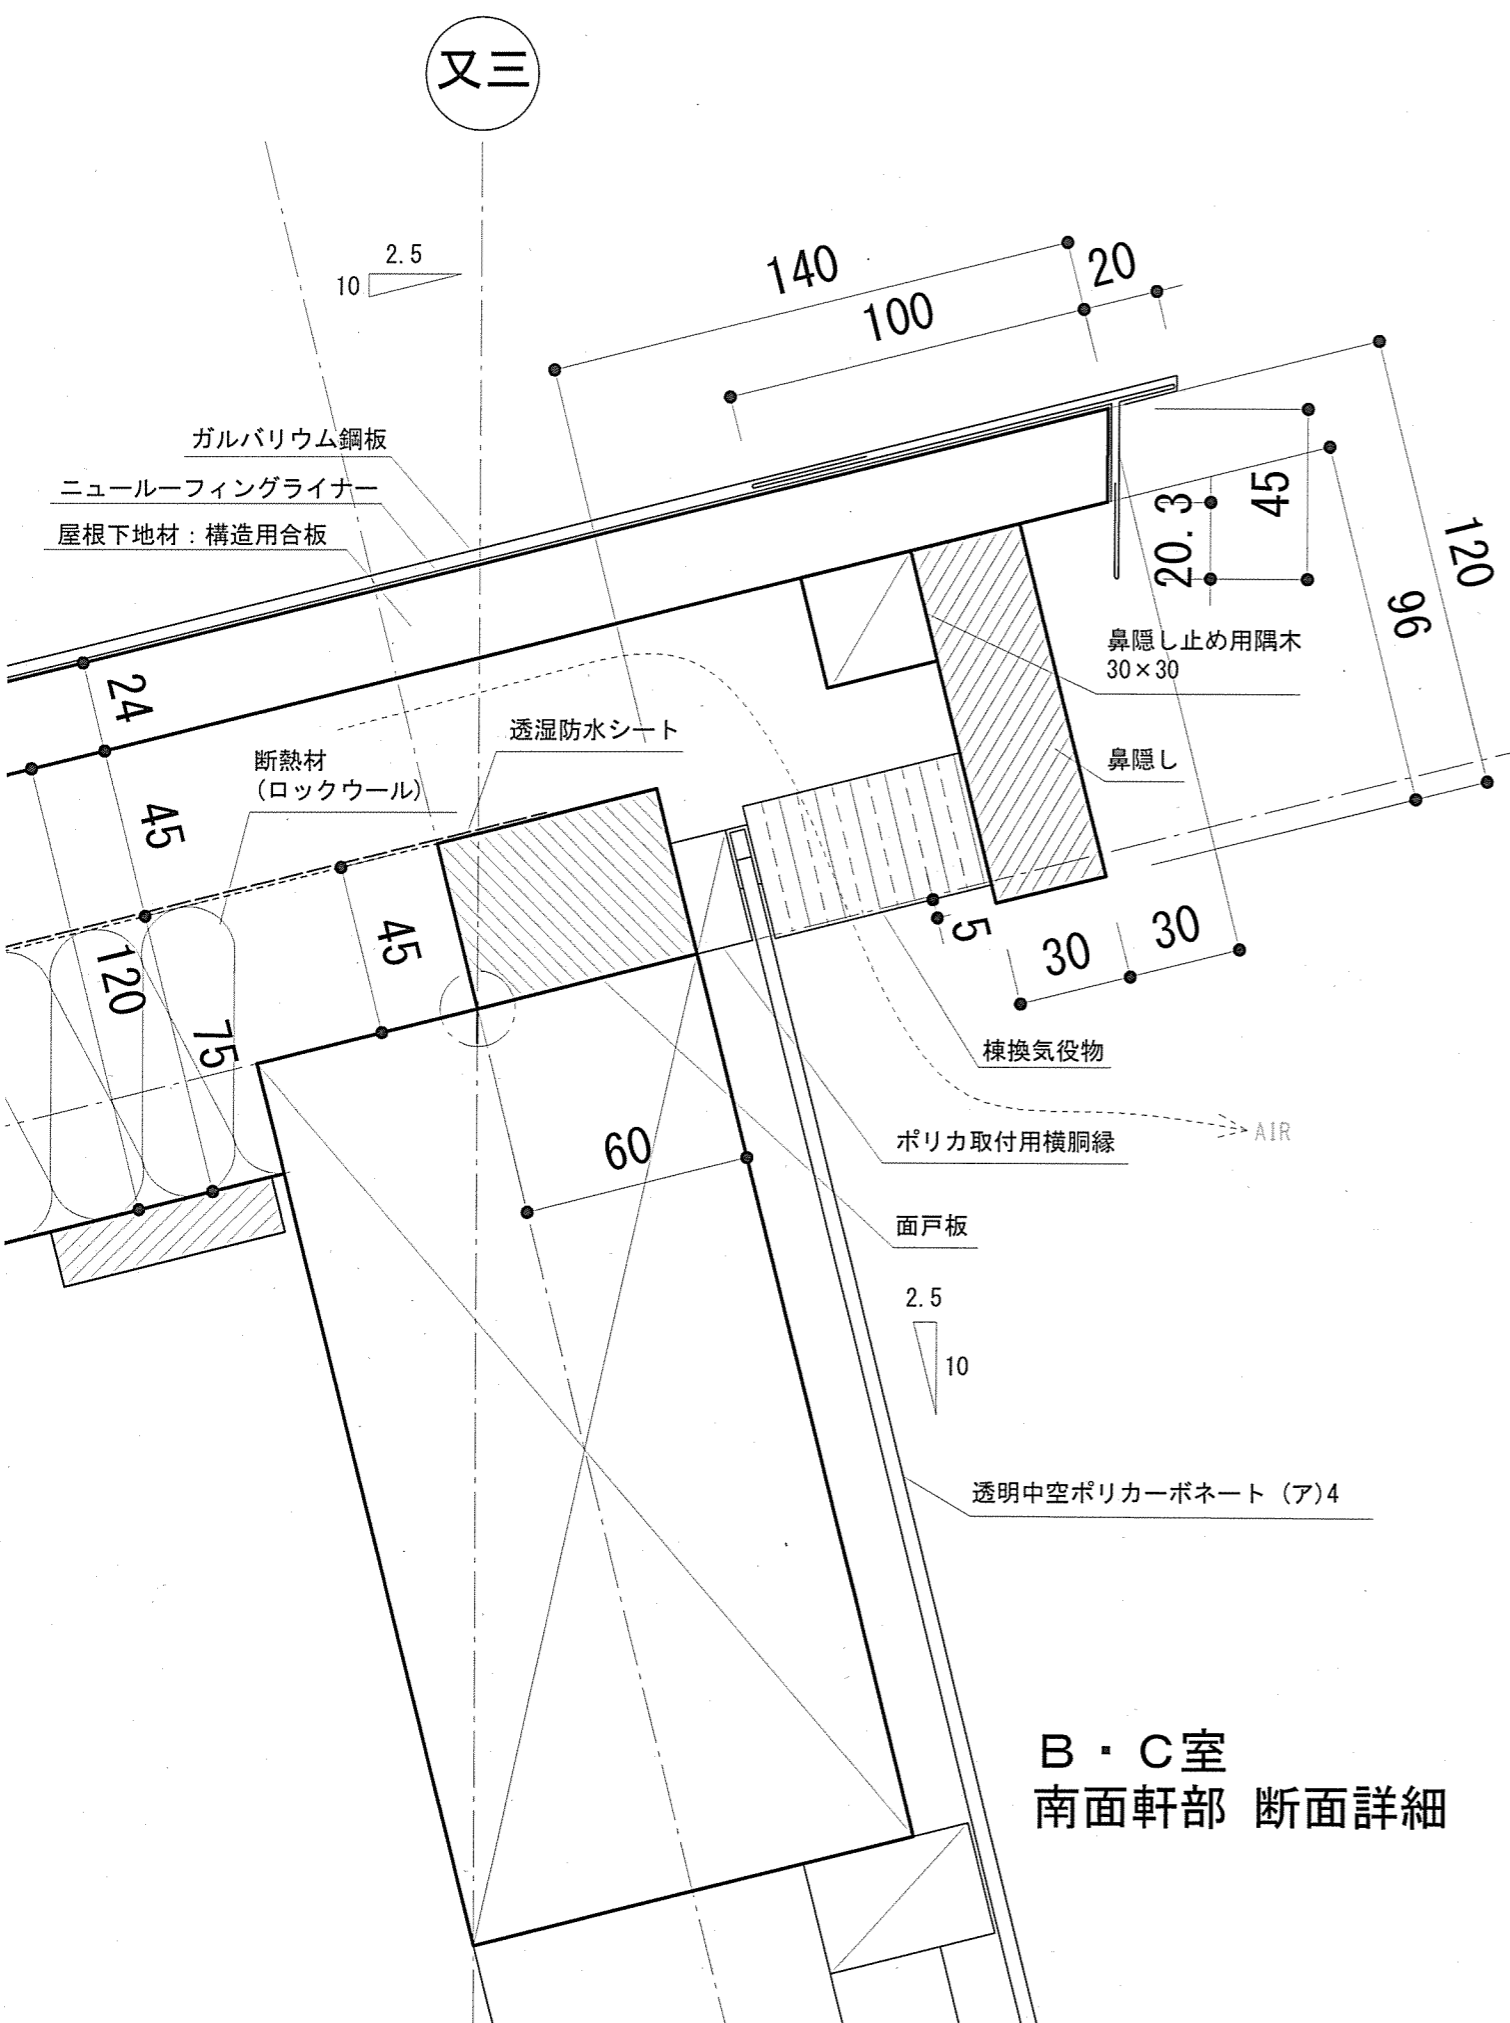 又三
2.5
10
140
20
100
ガルバリウム鋼板
ニュールーフィングライナー
屋根下地材：構造用合板
45
20.3
120
96
鼻隠し止め用隅木
30×30
24
透湿防水シート
断熱材
(ロックウール)
鼻隠し
45
45
120
75
5
30
30
棟換気役物
AIR
ポリカ取付用横胴縁
60
面戸板
2.5
10
透明中空ポリカーボネート (ア)4
B・C室
南面軒部 断面詳細